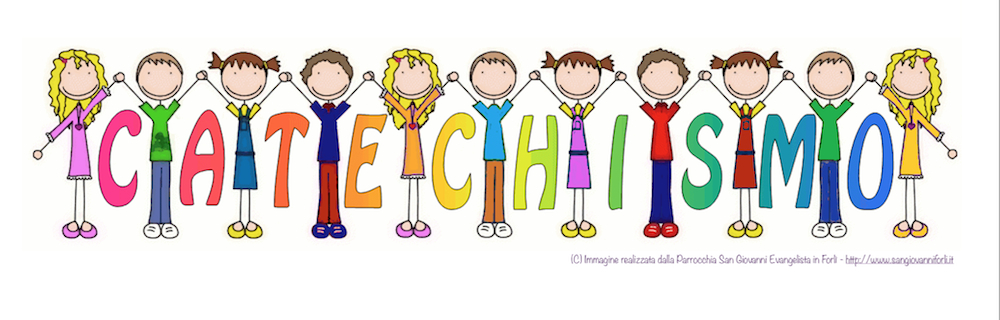 CATECHISMO
(C) Immagine realizzata dalla Parrocchia San Giovanni Evangelista in Forlì - http://www.sangiovanniforli.it